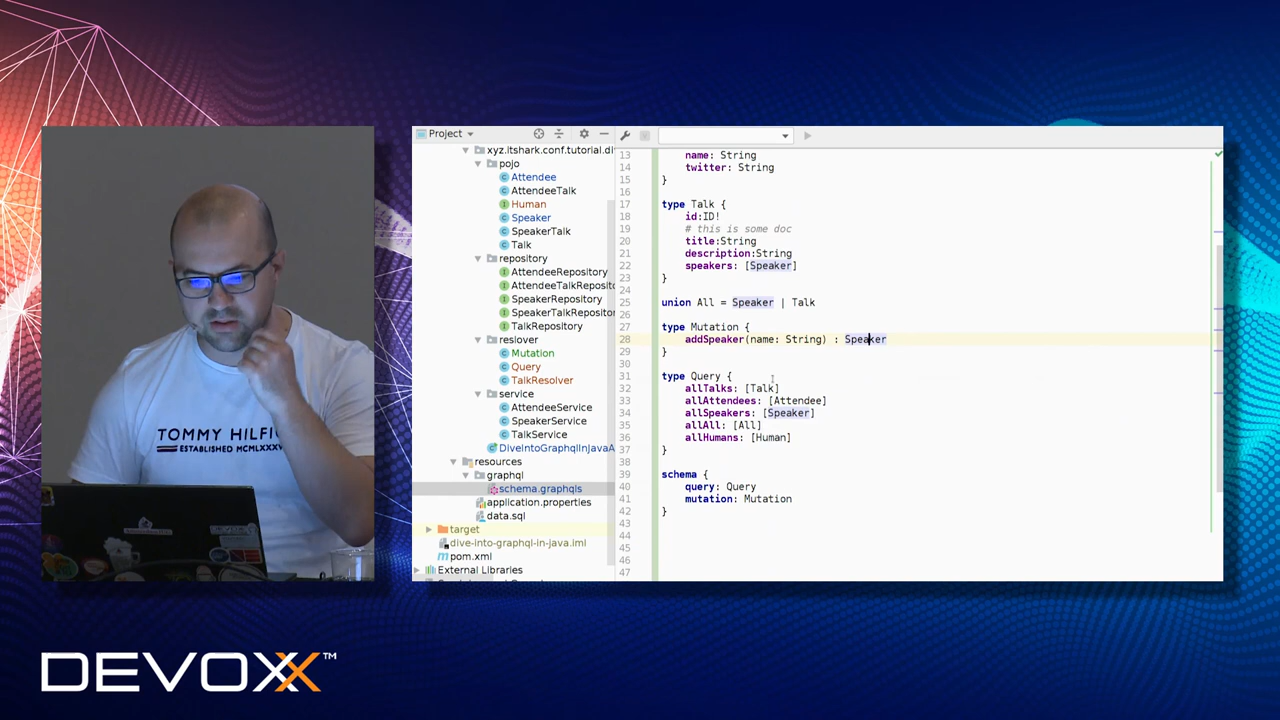 TOMMY HILFI
ESTABLISHED MCMLXXXV
DEVOXX™
Project
xyz.itshark.conf.tutorial.di
pojo
Attendee
AttendeeTalk
Human
Speaker
SpeakerTalk
Talk
repository
AttendeeRepository
AttendeeTalkReposito
SpeakerRepository
SpeakerTalkRepositor
TalkRepository
reslover
Mutation
Query
TalkResolver
service
AttendeeService
SpeakerService
TalkService
DiveIntoGraphqlInJavaA
resources
graphql
schema.graphqls
application.properties
data.sql
target
dive-into-graphql-in-java.iml
pom.xml
External Libraries
13 name: String
14 twitter: String
15 }
16
17 type Talk {
18 id:ID!
19 # this is some doc
20 title:String
21 description:String
22 speakers: [Speaker]
23 }
24
25 union All = Speaker | Talk
26
27 type Mutation {
28 addSpeaker(name: String) : Speaker
29 }
30
31 type Query {
32 allTalks: [Talk]
33 allAttendees: [Attendee]
34 allSpeakers: [Speaker]
35 allAll: [All]
36 allHumans: [Human]
37 }
38
39 schema {
40 query: Query
41 mutation: Mutation
42 }
43
44
45
46
47